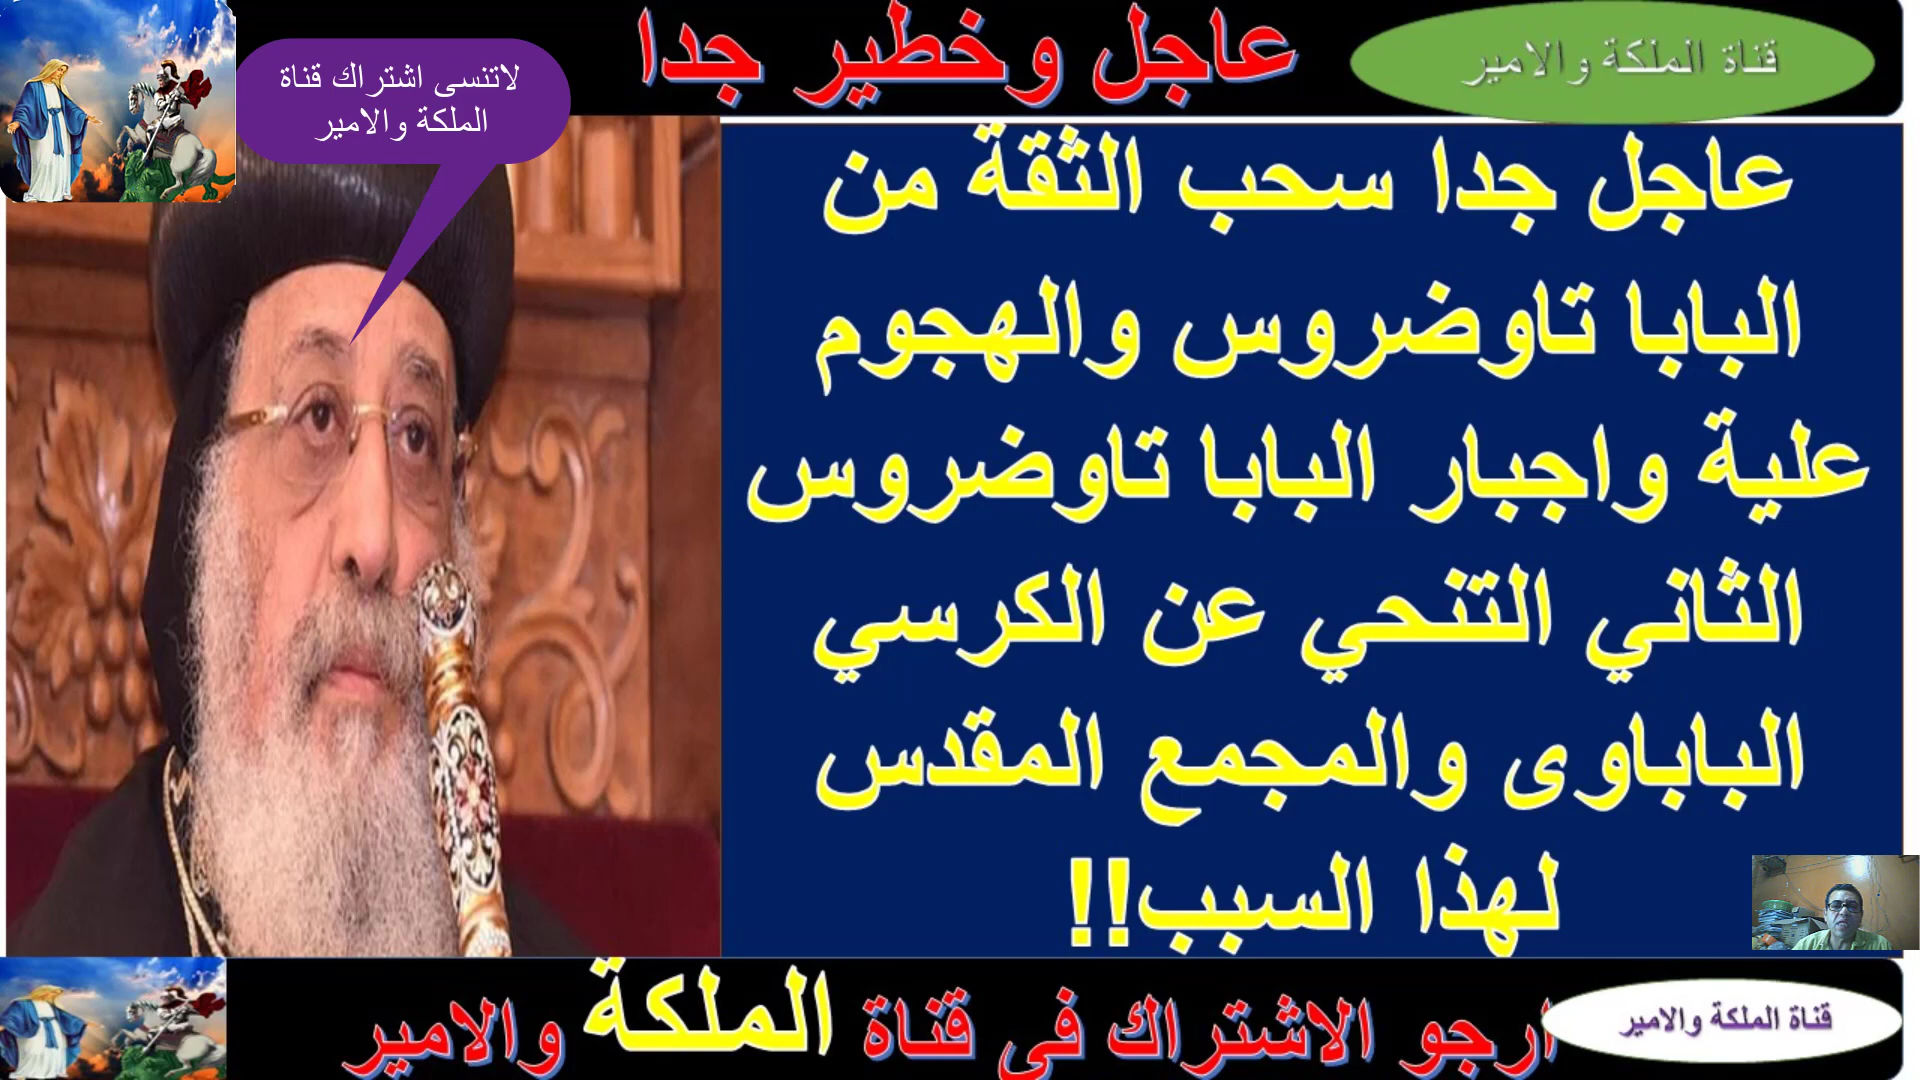 عاجل وخطير جدا
قناة الملكة والامير
لاتنسى اشتراك قناة
الملكة والامير
عاجل جدا سحب الثقة من
البابا تاوضروس والهجوم
علية واجبار البابا تاوضروس
الثاني التنحي عن الكرسي
الباباوى والمجمع المقدس
لهذا السبب!!
ارجو الاشتراك فى قناة الملكة والامير
قناة الملكة والامير